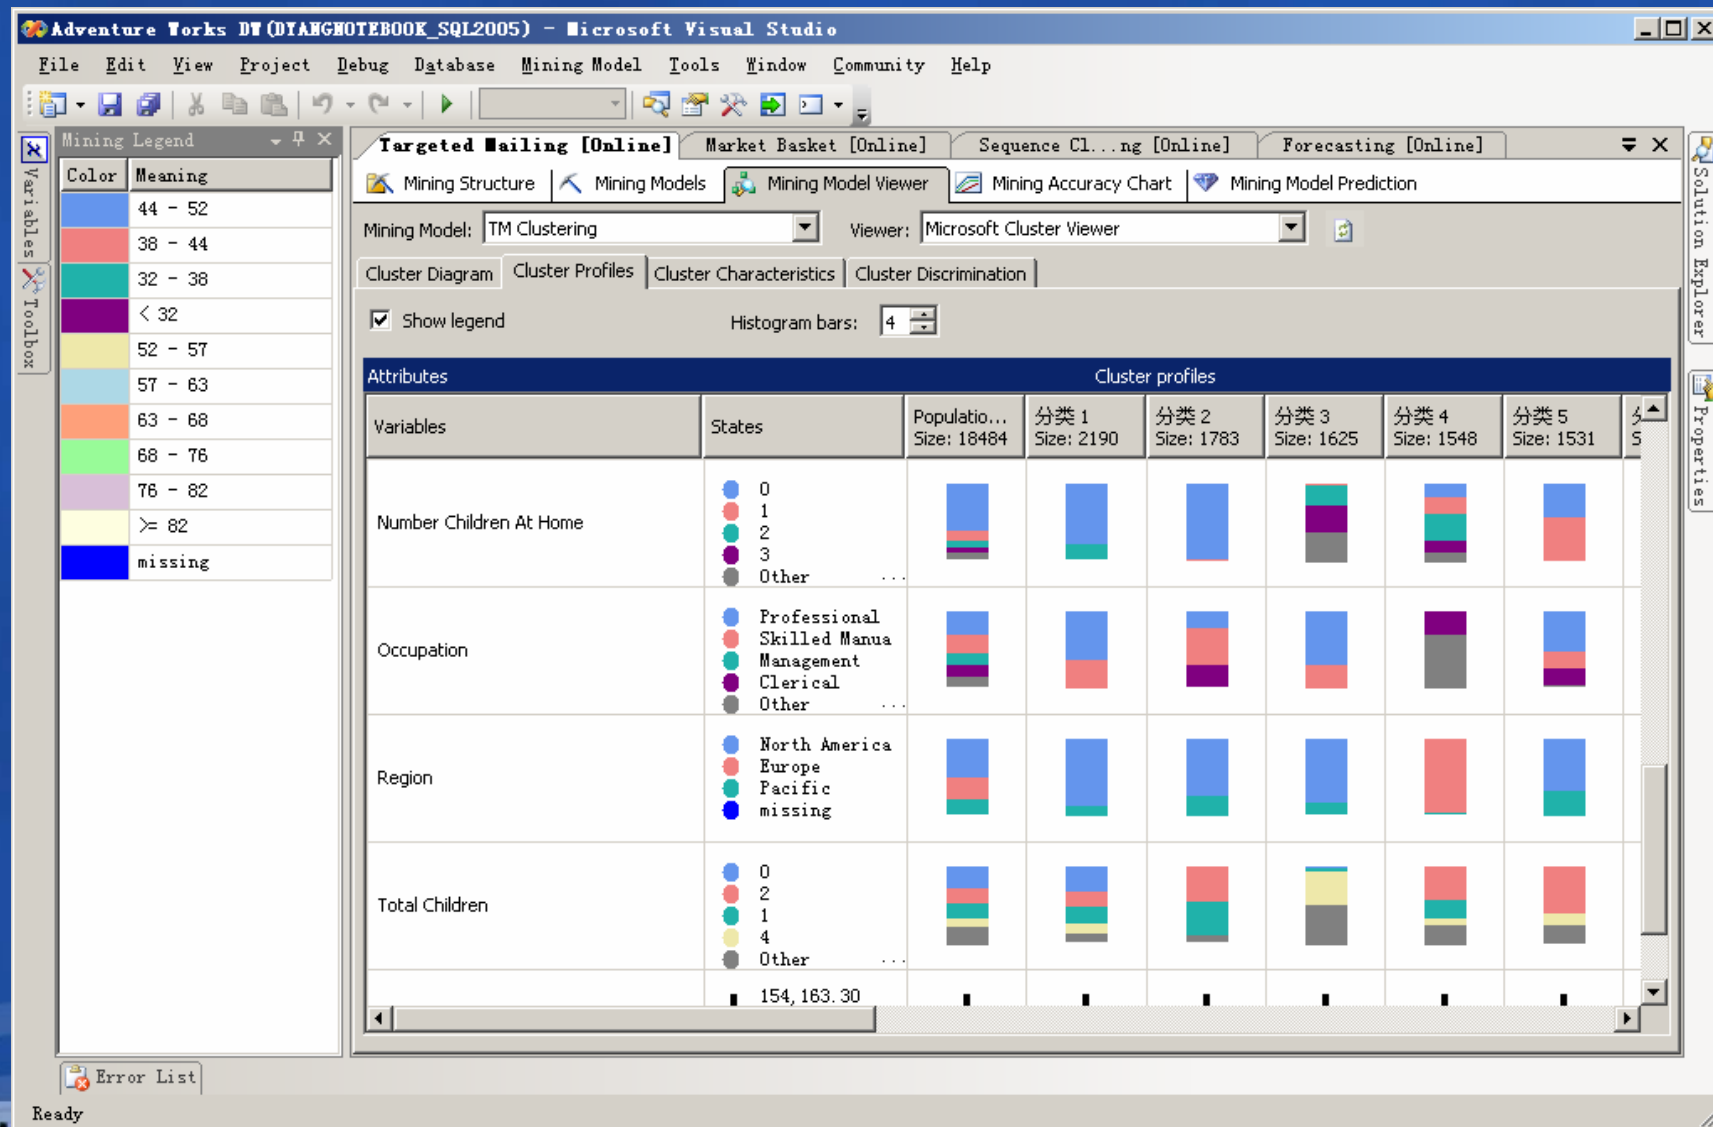 Adventure Works DW(DYANGNOTEBOOK_SQL2005) - Microsoft Visual Studio
File Edit View Project Debug Database Mining Model Tools Window Community Help
Variables
Toolbox
Mining Legend
Color Meaning
44 - 52
38 - 44
32 - 38
< 32
52 - 57
57 - 63
63 - 68
68 - 76
76 - 82
>= 82
missing
Targeted Mailing [Online] Market Basket [Online] Sequence Cl...ng [Online] Forecasting [Online]
Mining Structure Mining Models Mining Model Viewer Mining Accuracy Chart Mining Model Prediction
Mining Model: TM Clustering Viewer: Microsoft Cluster Viewer
Cluster Diagram Cluster Profiles Cluster Characteristics Cluster Discrimination
Show legend Histogram bars: 4
Attributes Cluster profiles
Variables States Populatio... Size: 18484 分类 1 Size: 2190 分类 2 Size: 1783 分类 3 Size: 1625 分类 4 Size: 1548 分类 5 Size: 1531
Number Children At Home
0
1
2
3
Other ...
Occupation
Professional
Skilled Manua
Management
Clerical
Other ...
Region
North America
Europe
Pacific
missing
Total Children
0
2
1
4
Other ...
154,163.30
Solution Explorer
Properties
Error List
Ready